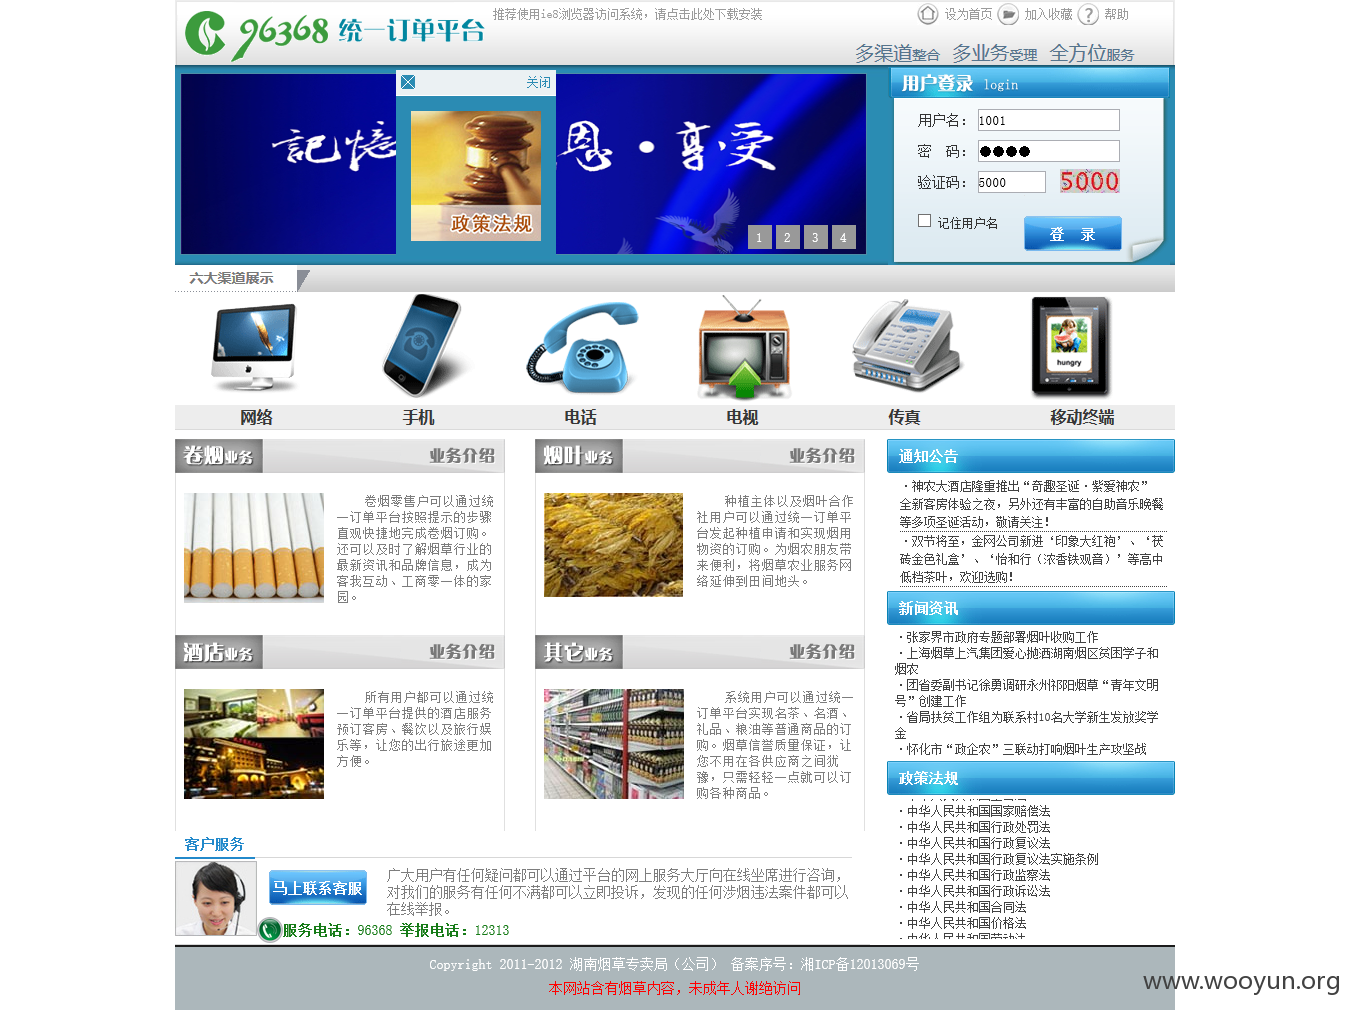 96368 统一订单平台
推荐使用ie8浏览器访问系统，请点击此处下载安装
设为首页 加入收藏 帮助
多渠道整合 多业务受理 全方位服务
关闭
記憶
恩·享受
政策法规
1 2 3 4
用户登录 login
用户名： 1001
密 码： ●●●●
验证码： 5000 5000
记住用户名
登 录
六大渠道展示
hungry
网络 手机 电话 电视 传真 移动终端
卷烟业务 业务介绍
卷烟零售户可以通过统
一订单平台按照提示的步骤
直观快捷地完成卷烟订购。
还可以及时了解烟草行业的
最新资讯和品牌信息，成为
客我互动、工商零一体的家
园。
烟叶业务 业务介绍
种植主体以及烟叶合作
社用户可以通过统一订单平
台发起种植申请和实现烟用
物资的订购。为烟农朋友带
来便利，将烟草农业服务网
络延伸到田间地头。
酒店业务 业务介绍
所有用户都可以通过统
一订单平台提供的酒店服务
预订客房、餐饮以及旅行娱
乐等，让您的出行旅途更加
方便。
其它业务 业务介绍
系统用户可以通过统一
订单平台实现名茶、名酒、
礼品、粮油等普通商品的订
购。烟草信誉质量保证，让
您不用在各供应商之间犹
豫，只需轻轻一点就可以订
购各种商品。
通知公告
·神农大酒店隆重推出“奇趣圣诞·紫爱神农”
全新客房体验之夜，另外还有丰富的自助音乐晚餐
等多项圣诞活动，敬请关注！
·双节将至，金网公司新进‘印象大红袍’、‘茯
砖金色礼盒’、‘怡和行（浓香铁观音）’等高中
低档茶叶，欢迎选购！
新闻资讯
·张家界市政府专题部署烟叶收购工作
·上海烟草上汽集团爱心抛洒湖南烟区贫困学子和
烟农
·团省委副书记徐勇调研永州祁阳烟草“青年文明
号”创建工作
·省局扶贫工作组为联系村10名大学新生发放奖学
金
·怀化市“政企农”三联动打响烟叶生产攻坚战
政策法规
·中华人民共和国国家赔偿法
·中华人民共和国行政处罚法
·中华人民共和国行政复议法
·中华人民共和国行政复议法实施条例
·中华人民共和国行政监察法
·中华人民共和国行政诉讼法
·中华人民共和国合同法
·中华人民共和国价格法
·中华人民共和国劳动法
客户服务
马上联系客服
广大用户有任何疑问都可以通过平台的网上服务大厅向在线坐席进行咨询，
对我们的服务有任何不满都可以立即投诉，发现的任何涉烟违法案件都可以
在线举报。
服务电话：96368 举报电话：12313
Copyright 2011-2012 湖南烟草专卖局（公司） 备案序号：湘ICP备12013069号
本网站含有烟草内容，未成年人谢绝访问
www.wooyun.org